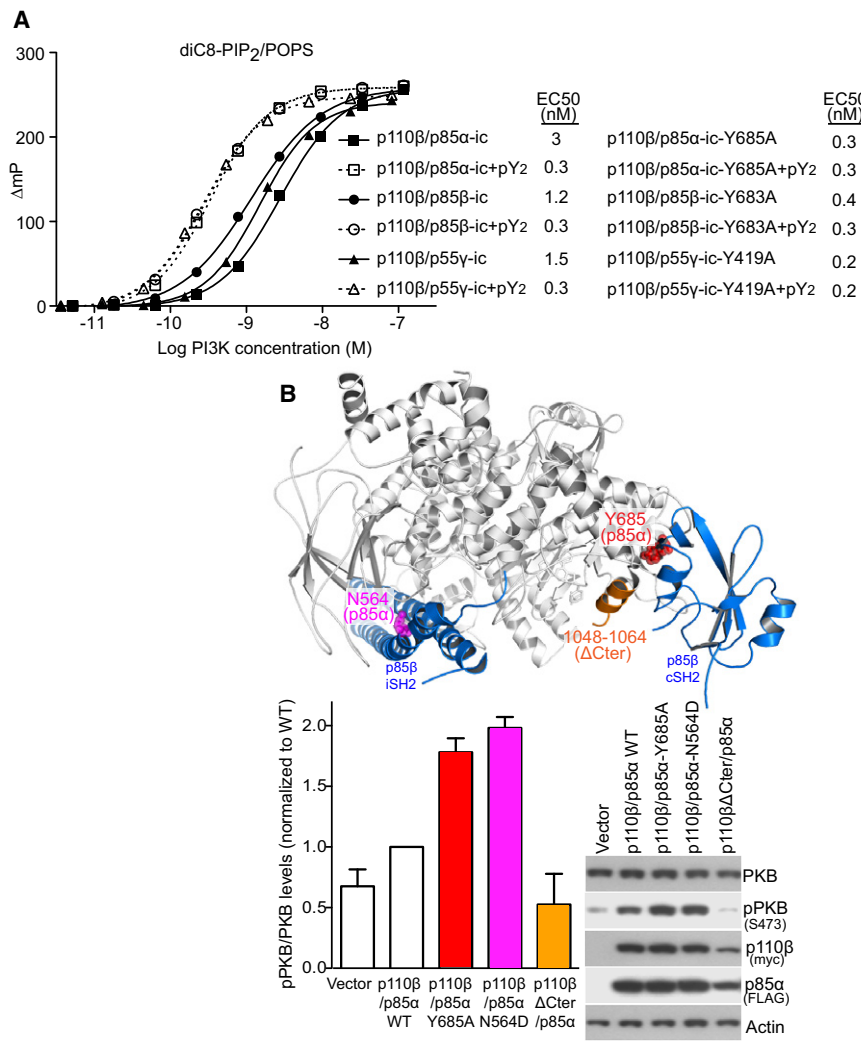 A
diC8-PIP2/POPS
300
200
100
0
ΔmP
-11
-10
-9
-8
-7
Log PI3K concentration (M)
EC50
(nM)
p110β/p85α-ic 3
p110β/p85α-ic+pY2 0.3
p110β/p85β-ic 1.2
p110β/p85β-ic+pY2 0.3
p110β/p55γ-ic 1.5
p110β/p55γ-ic+pY2 0.3
EC50
(nM)
p110β/p85α-ic-Y685A 0.3
p110β/p85α-ic-Y685A+pY2 0.3
p110β/p85β-ic-Y683A 0.4
p110β/p85β-ic-Y683A+pY2 0.3
p110β/p55γ-ic-Y419A 0.2
p110β/p55γ-ic-Y419A+pY2 0.2
B
Y685
(p85α)
N564
(p85α)
1048-1064
(ΔCter)
p85β
iSH2
p85β
cSH2
pPKB/PKB levels (normalized to WT)
2.0
1.5
1.0
0.5
0.0
Vector
p110β
/p85α
WT
p110β
/p85α
Y685A
p110β
/p85α
N564D
p110β
ΔCter
/p85α
Vector
p110β/p85α WT
p110β/p85α-Y685A
p110β/p85α-N564D
p110βΔCter/p85α
PKB
pPKB
(S473)
p110β
(myc)
p85α
(FLAG)
Actin